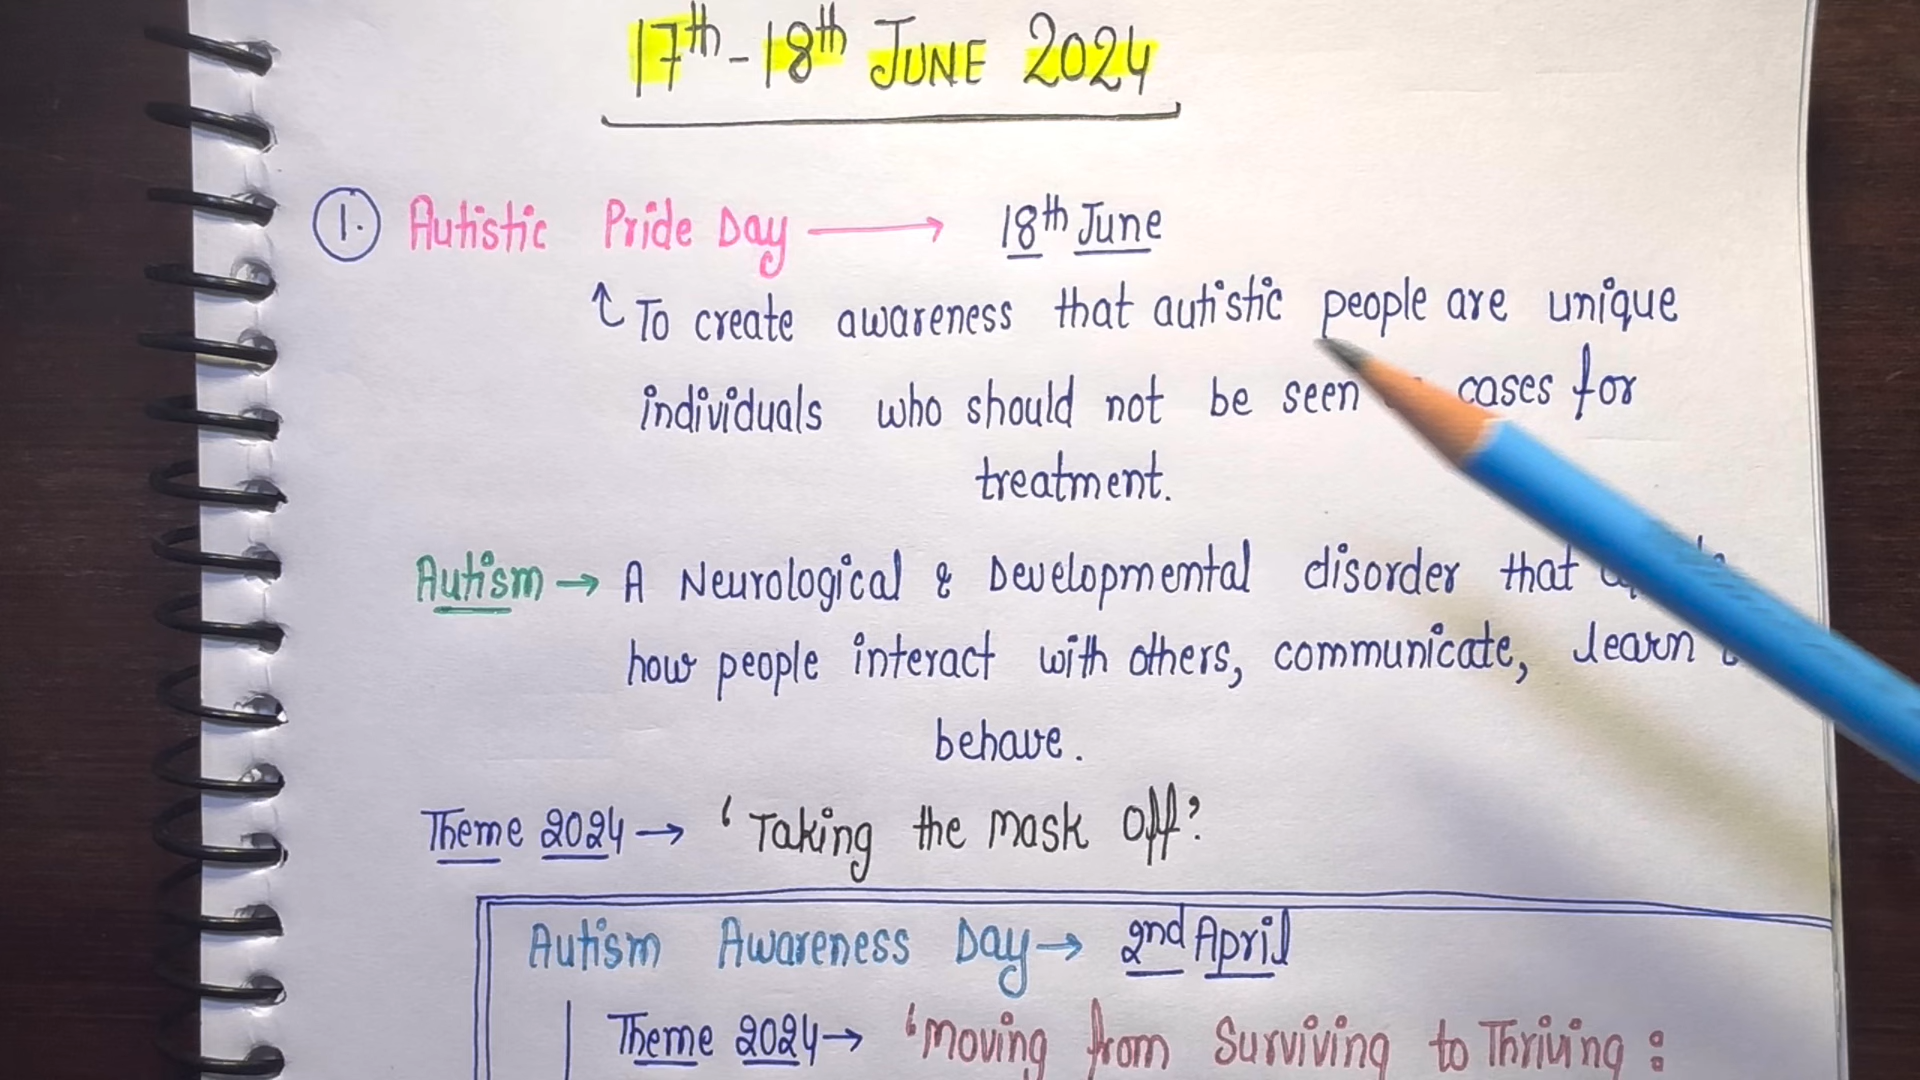 17th - 18th JUNE 2024
1. Autistic Pride Day → 18th June
↑ To create awareness that autistic people are unique
individuals who should not be seen cases for
treatment.
Autism → A Neurological & Developmental disorder that
how people interact with others, communicate, learn
behave.
Theme 2024 → 'Taking the mask Off'
Autism Awareness Day → 2nd April
Theme 2024 → 'Moving from Surviving to Thriving :